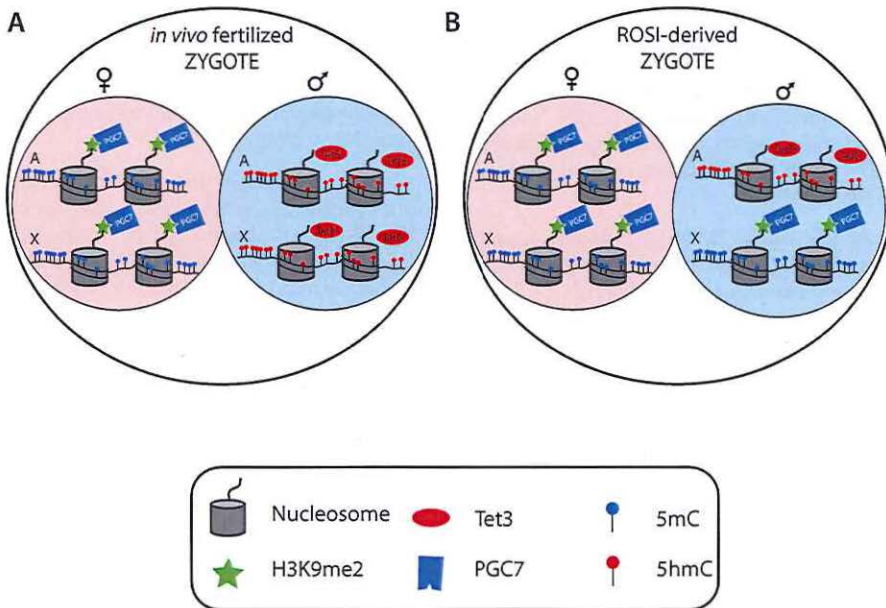 A
in vivo fertilized
ZYGOTE
♀
♂
A
PGC7
PGC7
X
PGC7
PGC7
A
X
B
ROSI-derived
ZYGOTE
♀
♂
A
PGC7
PGC7
X
PGC7
PGC7
A
X
PGC7
PGC7
Nucleosome
Tet3
5mC
H3K9me2
PGC7
5hmC